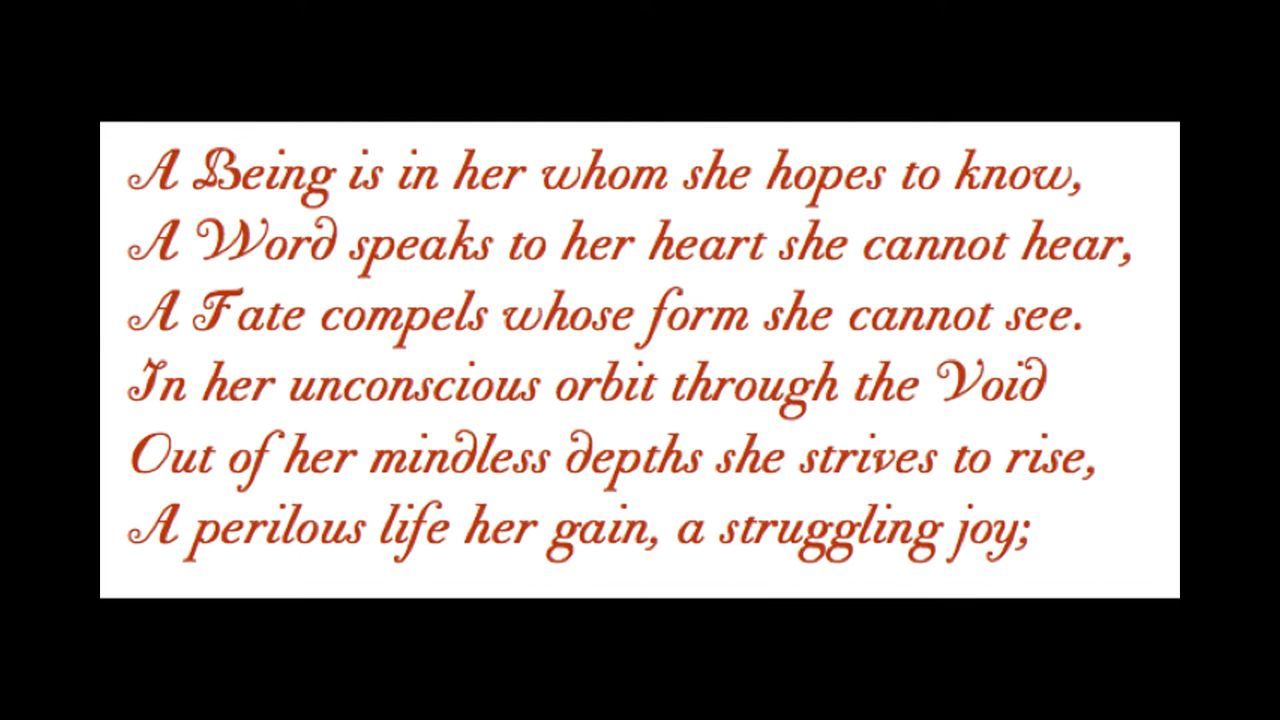 A Being is in her whom she hopes to know,
A Word speaks to her heart she cannot hear,
A Fate compels whose form she cannot see.
In her unconscious orbit through the Void
Out of her mindless depths she strives to rise,
A perilous life her gain, a struggling joy;